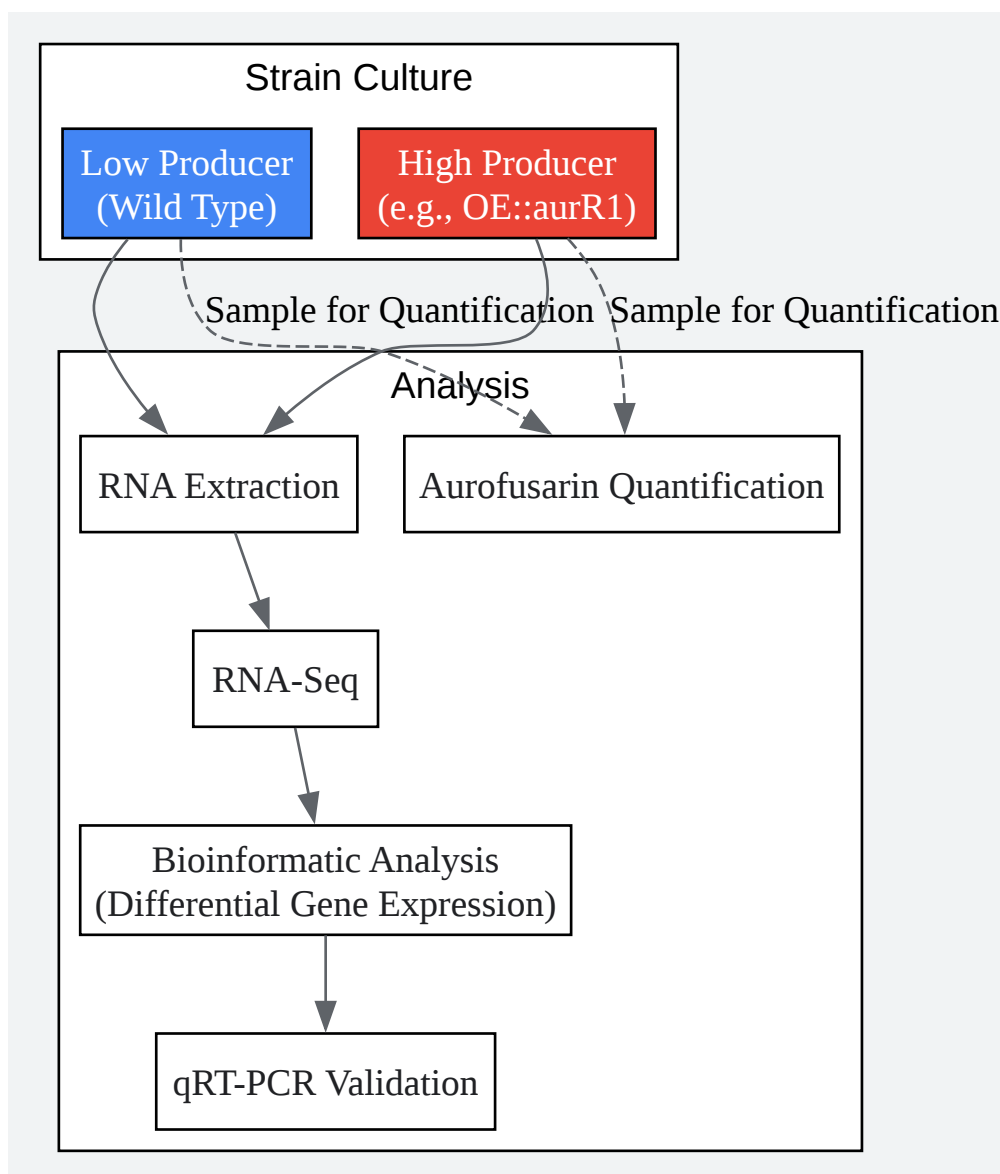 Strain Culture
Low Producer
(Wild Type)
High Producer
(e.g., OE::aurR1)
Sample for Quantification
Sample for Quantification
Analysis
RNA Extraction
Aurofusarin Quantification
RNA-Seq
Bioinformatic Analysis
(Differential Gene Expression)
qRT-PCR Validation